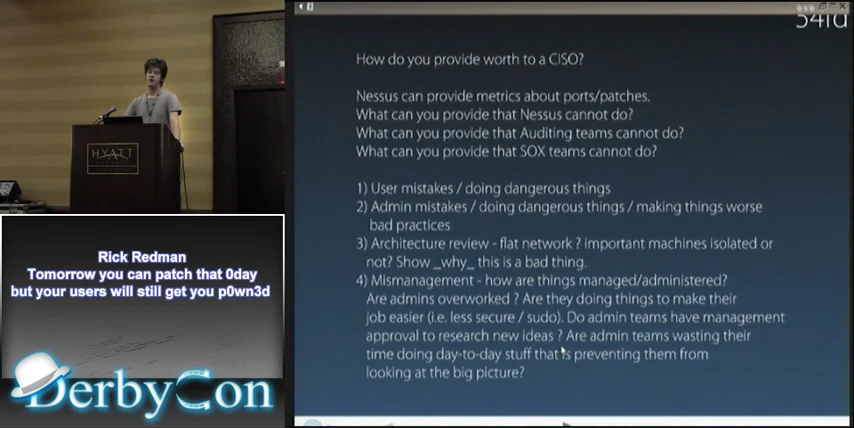 HYATT
Rick Redman
Tomorrow you can patch that 0day
but your users will still get you p0wn3d
DerbyCon
How do you provide worth to a CISO?
Nessus can provide metrics about ports/patches.
What can you provide that Nessus cannot do?
What can you provide that Auditing teams cannot do?
What can you provide that SOX teams cannot do?
1) User mistakes / doing dangerous things
2) Admin mistakes / doing dangerous things / making things worse
bad practices
3) Architecture review - flat network ? important machines isolated or
not? Show _why_ this is a bad thing.
4) Mismanagement - how are things managed/administered?
Are admins overworked ? Are they doing things to make their
job easier (i.e. less secure / sudo). Do admin teams have management
approval to research new ideas ? Are admin teams wasting their
time doing day-to-day stuff that is preventing them from
looking at the big picture?